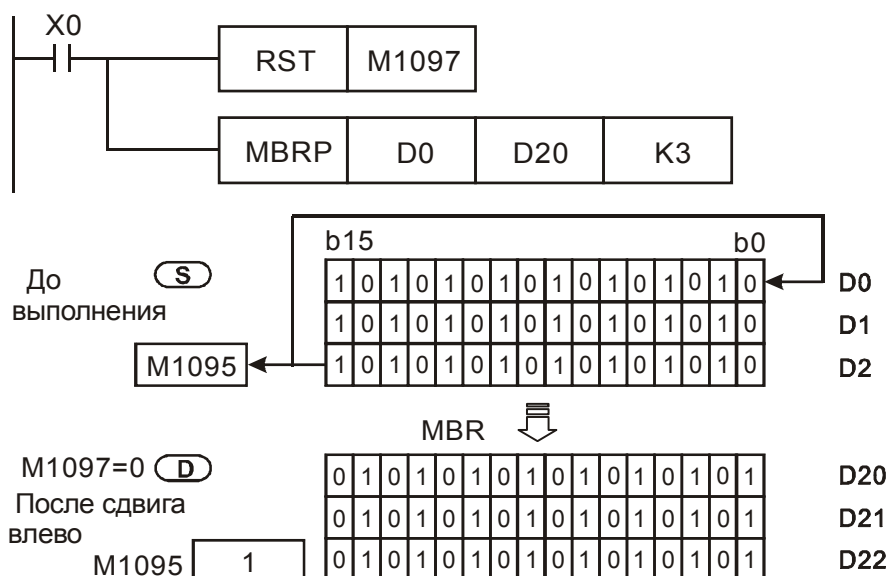 X0
RST M1097
MBRP D0 D20 K3
b15 b0
До S 1 0 1 0 1 0 1 0 1 0 1 0 1 0 1 0 D0
выполнения 1 0 1 0 1 0 1 0 1 0 1 0 1 0 1 0 D1
M1095 1 0 1 0 1 0 1 0 1 0 1 0 1 0 1 0 D2
MBR
M1097=0 D 0 1 0 1 0 1 0 1 0 1 0 1 0 1 0 1 D20
После сдвига
влево 0 1 0 1 0 1 0 1 0 1 0 1 0 1 0 1 D21
M1095 1 0 1 0 1 0 1 0 1 0 1 0 1 0 1 0 1 D22